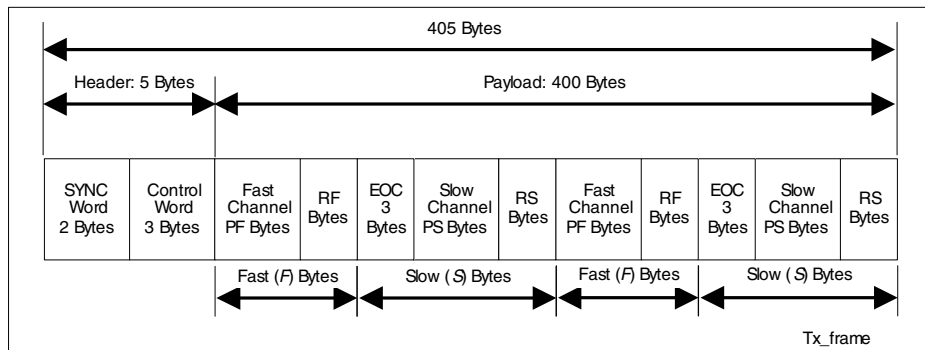 405 Bytes
Header: 5 Bytes
Payload: 400 Bytes
SYNC
Word
2 Bytes
Control
Word
3 Bytes
Fast
Channel
PF Bytes
RF
Bytes
EOC
3
Bytes
Slow
Channel
PS Bytes
RS
Bytes
Fast
Channel
PF Bytes
RF
Bytes
EOC
3
Bytes
Slow
Channel
PS Bytes
RS
Bytes
Fast (F) Bytes
Slow (S) Bytes
Fast (F) Bytes
Slow (S) Bytes
Tx_frame